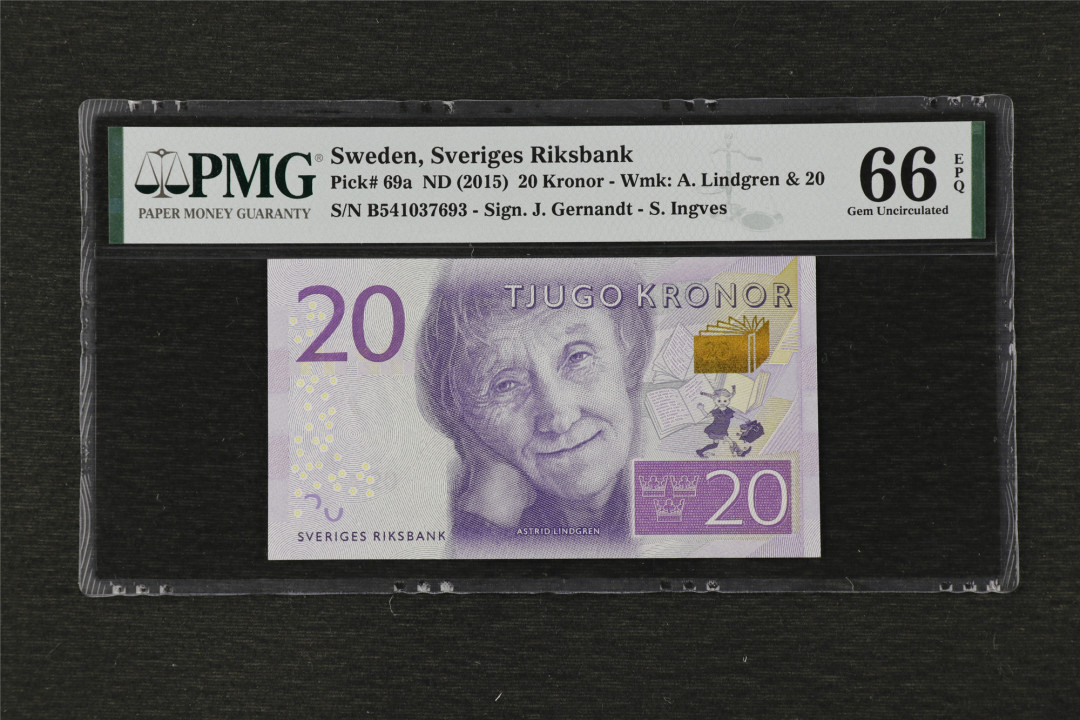 PMG®
PAPER MONEY GUARANTY
Sweden, Sveriges Riksbank
Pick# 69a ND (2015) 20 Kronor - Wmk: A. Lindgren & 20
S/N B541037693 - Sign. J. Gernandt - S. Ingves
66 EPQ
Gem Uncirculated
20
TJUGO KRONOR
20
SVERIGES RIKSBANK
ASTRID LINDGREN